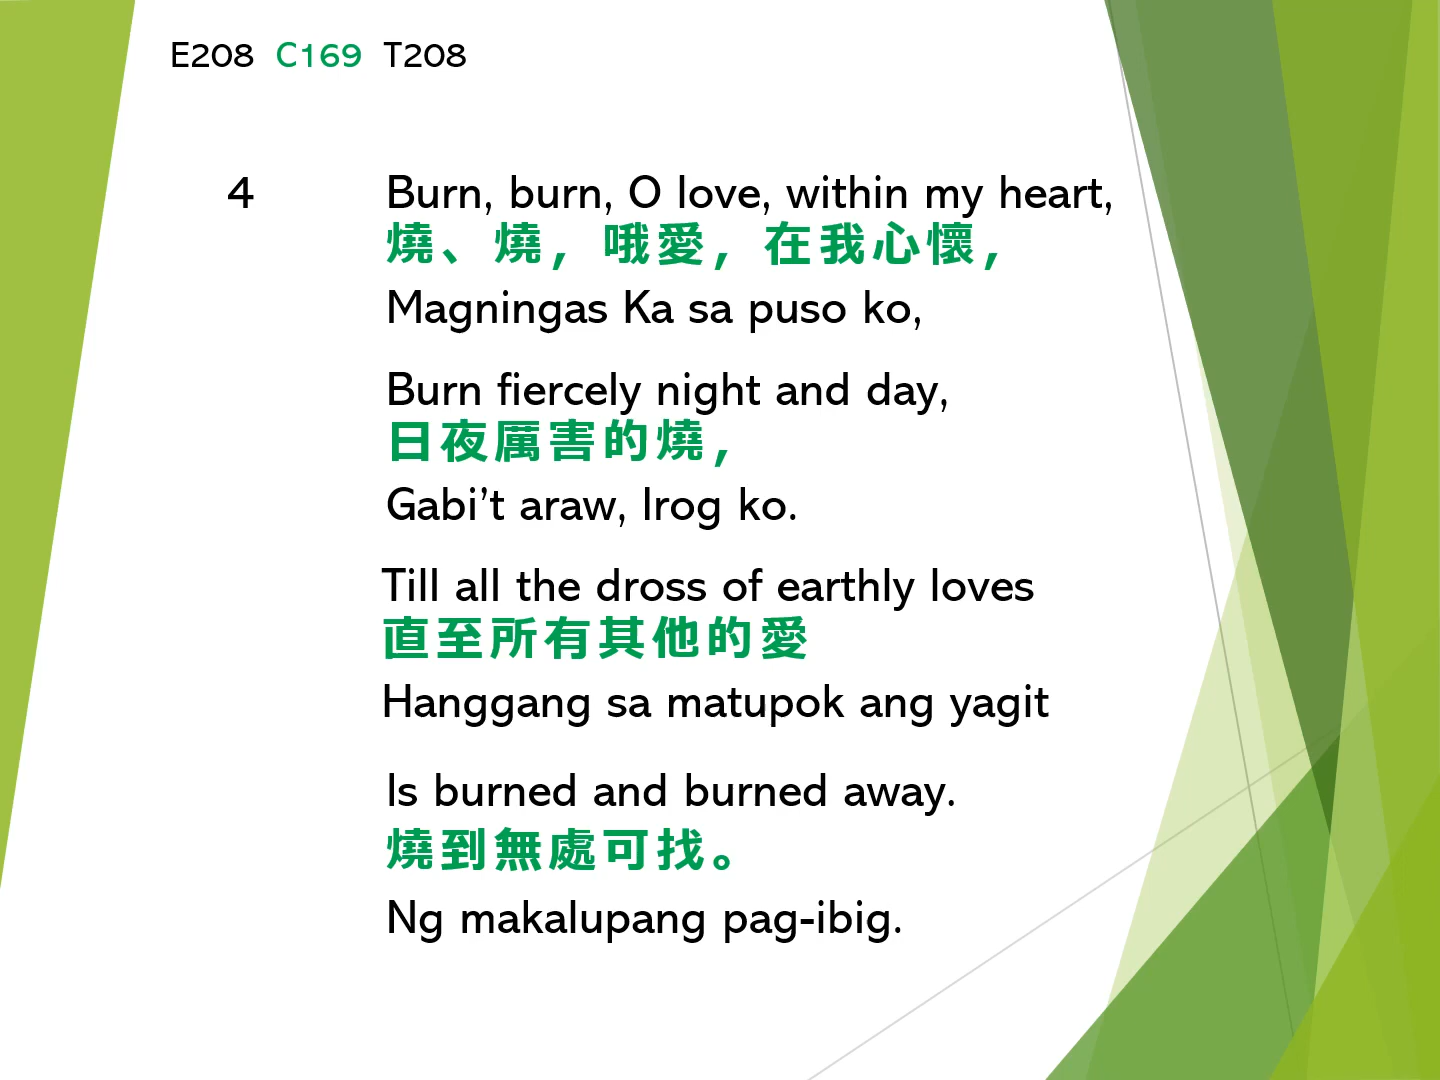 E208 C169 T208
4 Burn, burn, O love, within my heart,
燒、燒，哦愛，在我心懷，
Magningas Ka sa puso ko,
Burn fiercely night and day,
日夜厲害的燒，
Gabi’t araw, Irog ko.
Till all the dross of earthly loves
直至所有其他的愛
Hanggang sa matupok ang yagit
Is burned and burned away.
燒到無處可找。
Ng makalupang pag-ibig.